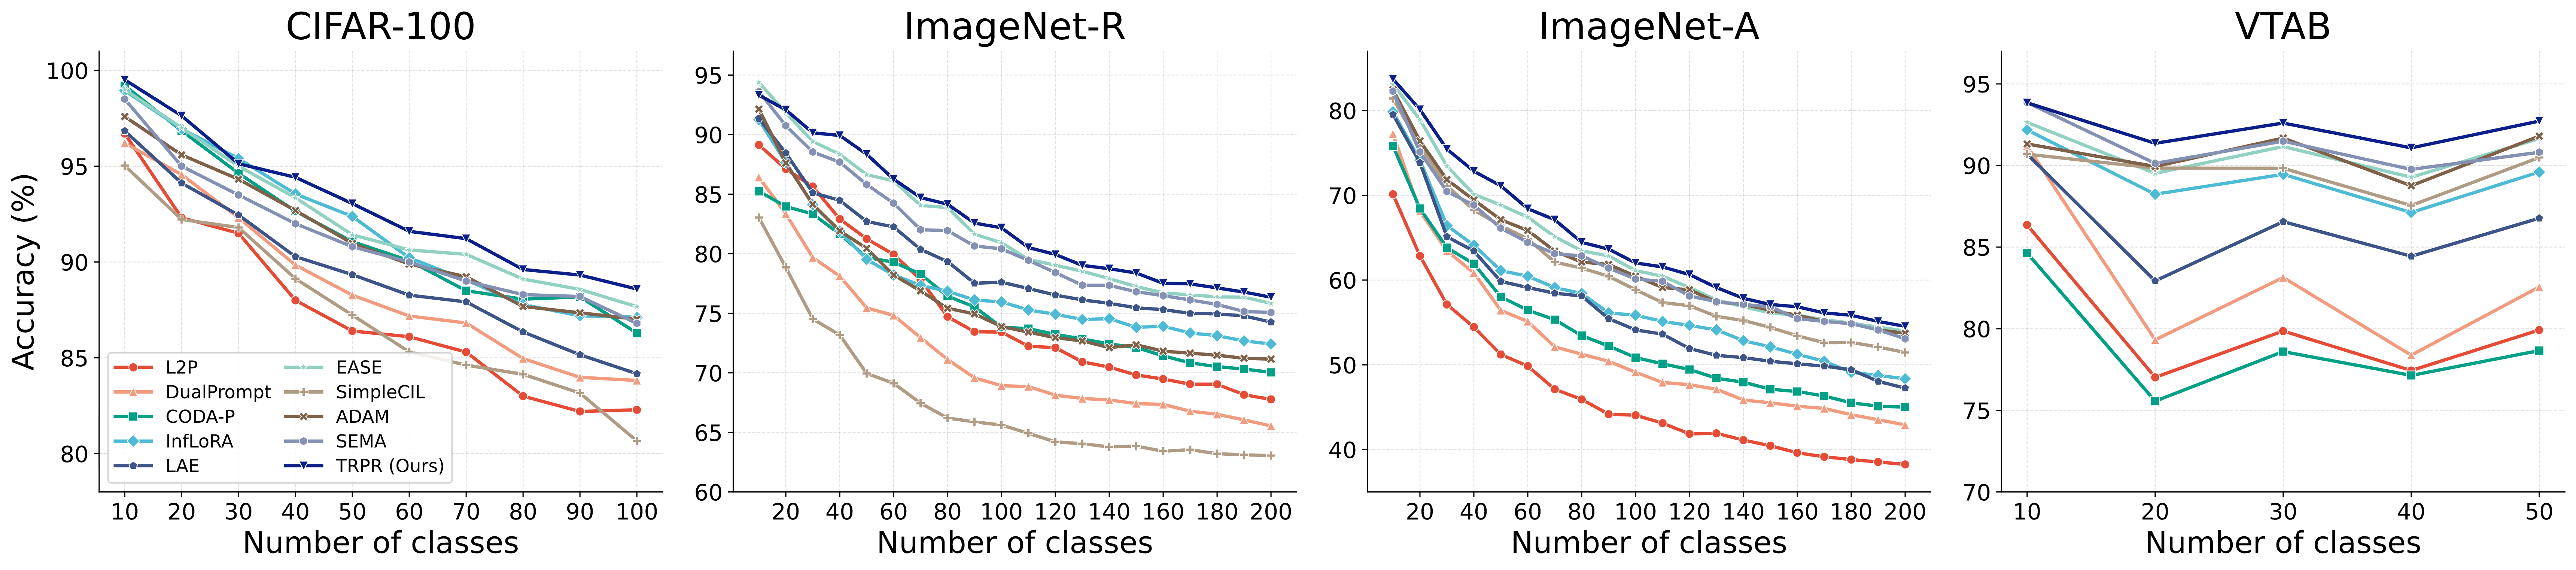 CIFAR-100
Accuracy (%)
100
95
90
85
80
L2P
DualPrompt
CODA-P
InfLoRA
LAE
EASE
SimpleCIL
ADAM
SEMA
TRPR (Ours)
10 20 30 40 50 60 70 80 90 100
Number of classes
ImageNet-R
95
90
85
80
75
70
65
60
20 40 60 80 100 120 140 160 180 200
Number of classes
ImageNet-A
80
70
60
50
40
20 40 60 80 100 120 140 160 180 200
Number of classes
VTAB
95
90
85
80
75
70
10 20 30 40 50
Number of classes